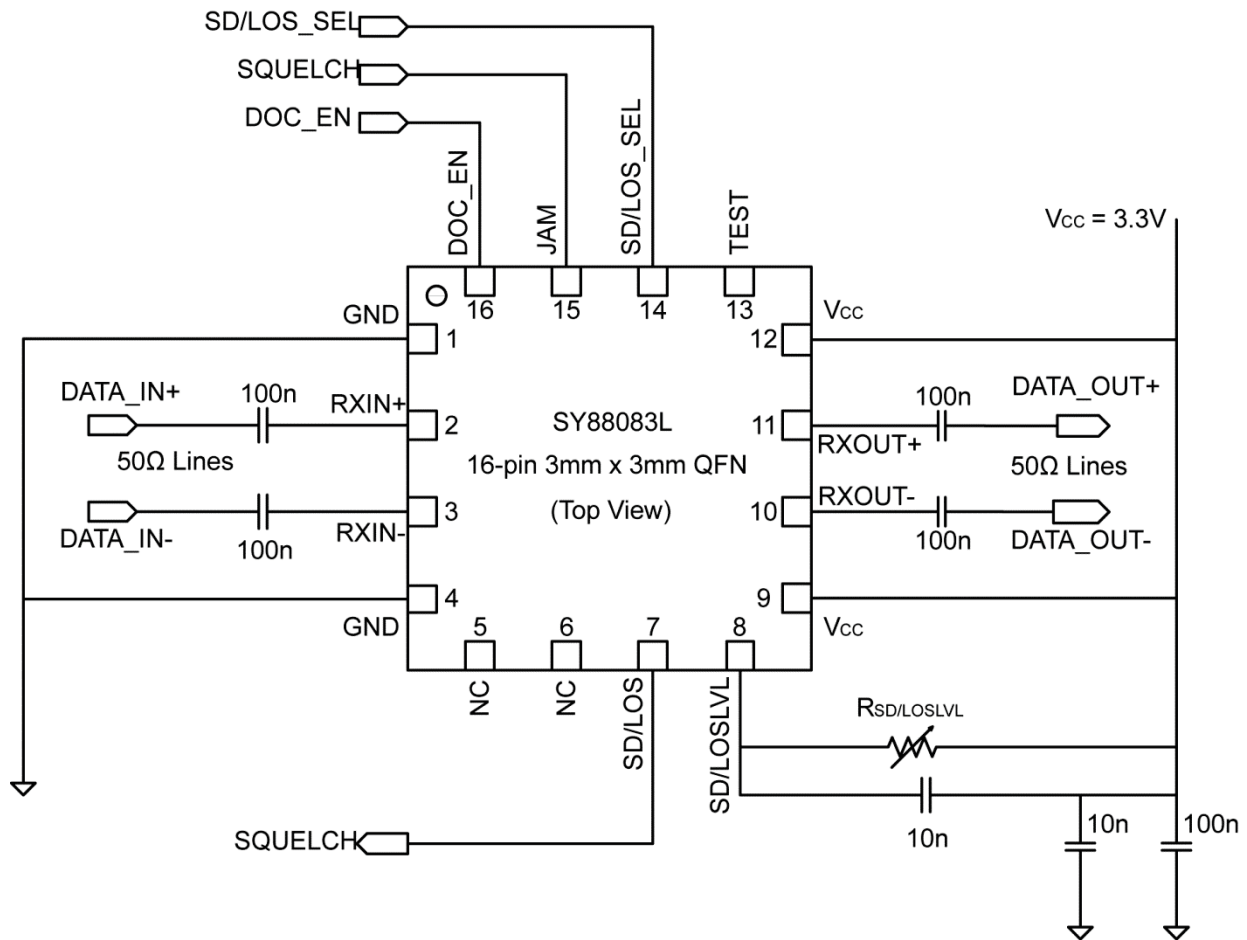 SD/LOS_SEL
SQUELCH
DOC_EN
DOC_EN
JAM
SD/LOS_SEL
TEST
VCC = 3.3V
16
15
14
13
GND
1
12
VCC
DATA_IN+
100n
RXIN+
2
SY88083L
11
RXOUT+
100n
DATA_OUT+
50Ω Lines
16-pin 3mm x 3mm QFN
50Ω Lines
DATA_IN-
100n
RXIN-
3
(Top View)
10
RXOUT-
100n
DATA_OUT-
4
GND
9
VCC
5
6
7
8
NC
NC
SD/LOS
SD/LOSLVL
RSD/LOSLVL
10n
10n
100n
SQUELCH